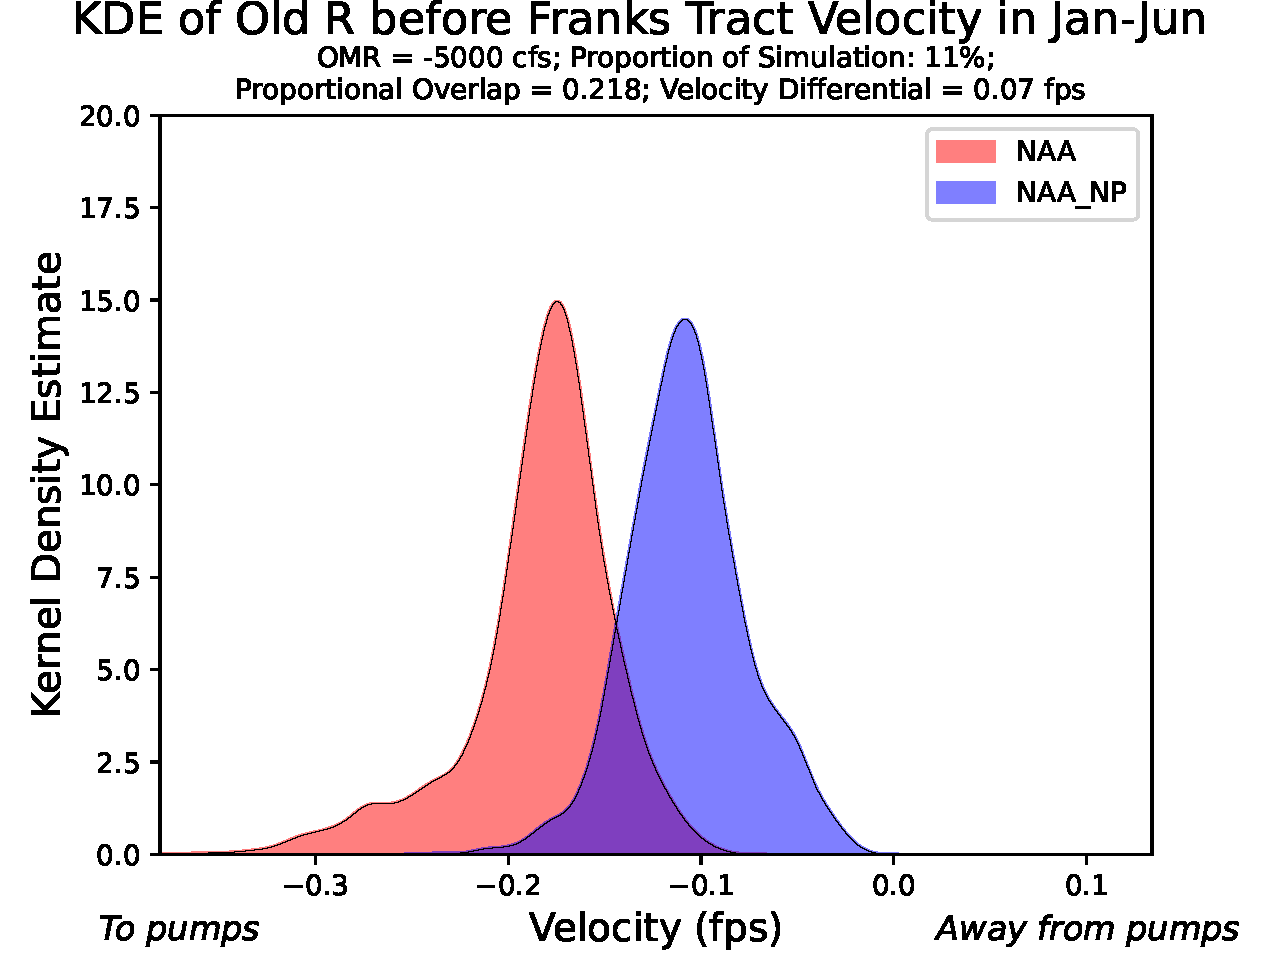 KDE of Old R before Franks Tract Velocity in Jan-Jun
OMR = -5000 cfs; Proportion of Simulation: 11%;
Proportional Overlap = 0.218; Velocity Differential = 0.07 fps
NAA
NAA_NP
Kernel Density Estimate
20.0
17.5
15.0
12.5
10.0
7.5
5.0
2.5
0.0
−0.3 −0.2 −0.1 0.0 0.1
To pumps Velocity (fps) Away from pumps